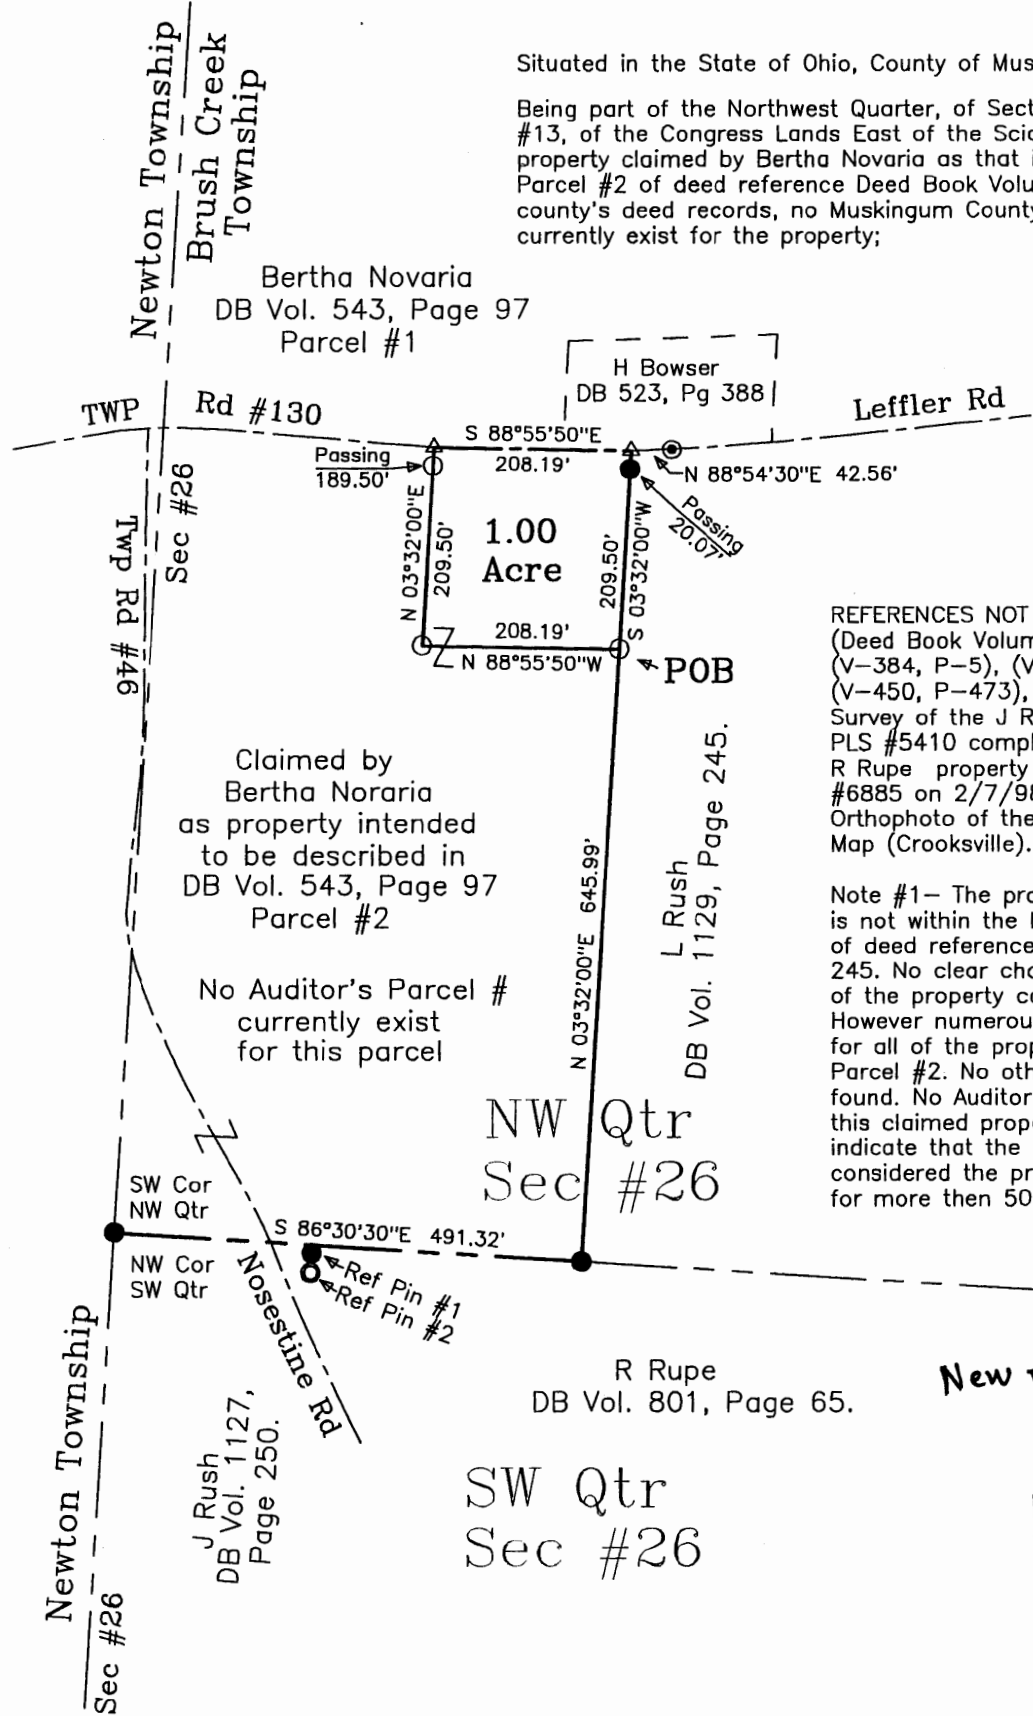 Situated in the State of Ohio, County of Mus
Being part of the Northwest Quarter, of Sect
#13, of the Congress Lands East of the Scio
property claimed by Bertha Novaria as that i
Parcel #2 of deed reference Deed Book Volu
county's deed records, no Muskingum County
currently exist for the property;
Newton Township
Brush Creek
Township
Bertha Novaria
DB Vol. 543, Page 97
Parcel #1
H Bowser
DB 523, Pg 388
TWP Rd #130
Leffler Rd
S 88°55'50"E
208.19'
Passing
189.50'
N 88°54'30"E 42.56'
Passing
20.07'
Sec #26
Twp Rd #46
N 03°32'00"E
209.50'
1.00
Acre
209.50'
S 03°32'00"W
208.19'
N 88°55'50"W
POB
REFERENCES NOT
(Deed Book Volum
(V-384, P-5), (V
(V-450, P-473),
Survey of the J R
PLS #5410 compl
R Rupe property
#6885 on 2/7/98
Orthophoto of the
Map (Crooksville).
Claimed by
Bertha Noraria
as property intended
to be described in
DB Vol. 543, Page 97
Parcel #2
No Auditor's Parcel #
currently exist
for this parcel
N 03°32'00"E 645.99'
L Rush
DB Vol. 1129, Page 245.
Note #1- The pro
is not within the
of deed reference
245. No clear cha
of the property co
However numerou
for all of the prop
Parcel #2. No oth
found. No Auditor
this claimed prope
indicate that the
considered the pr
for more then 50
NW Qtr
Sec #26
SW Cor
NW Qtr
S 86°30'30"E 491.32'
NW Cor
SW Qtr
Ref Pin #1
Ref Pin #2
Nosestine Rd
R Rupe
DB Vol. 801, Page 65.
New
J Rush
DB Vol. 1127,
Page 250.
SW Qtr
Sec #26
Newton Township
Sec #26